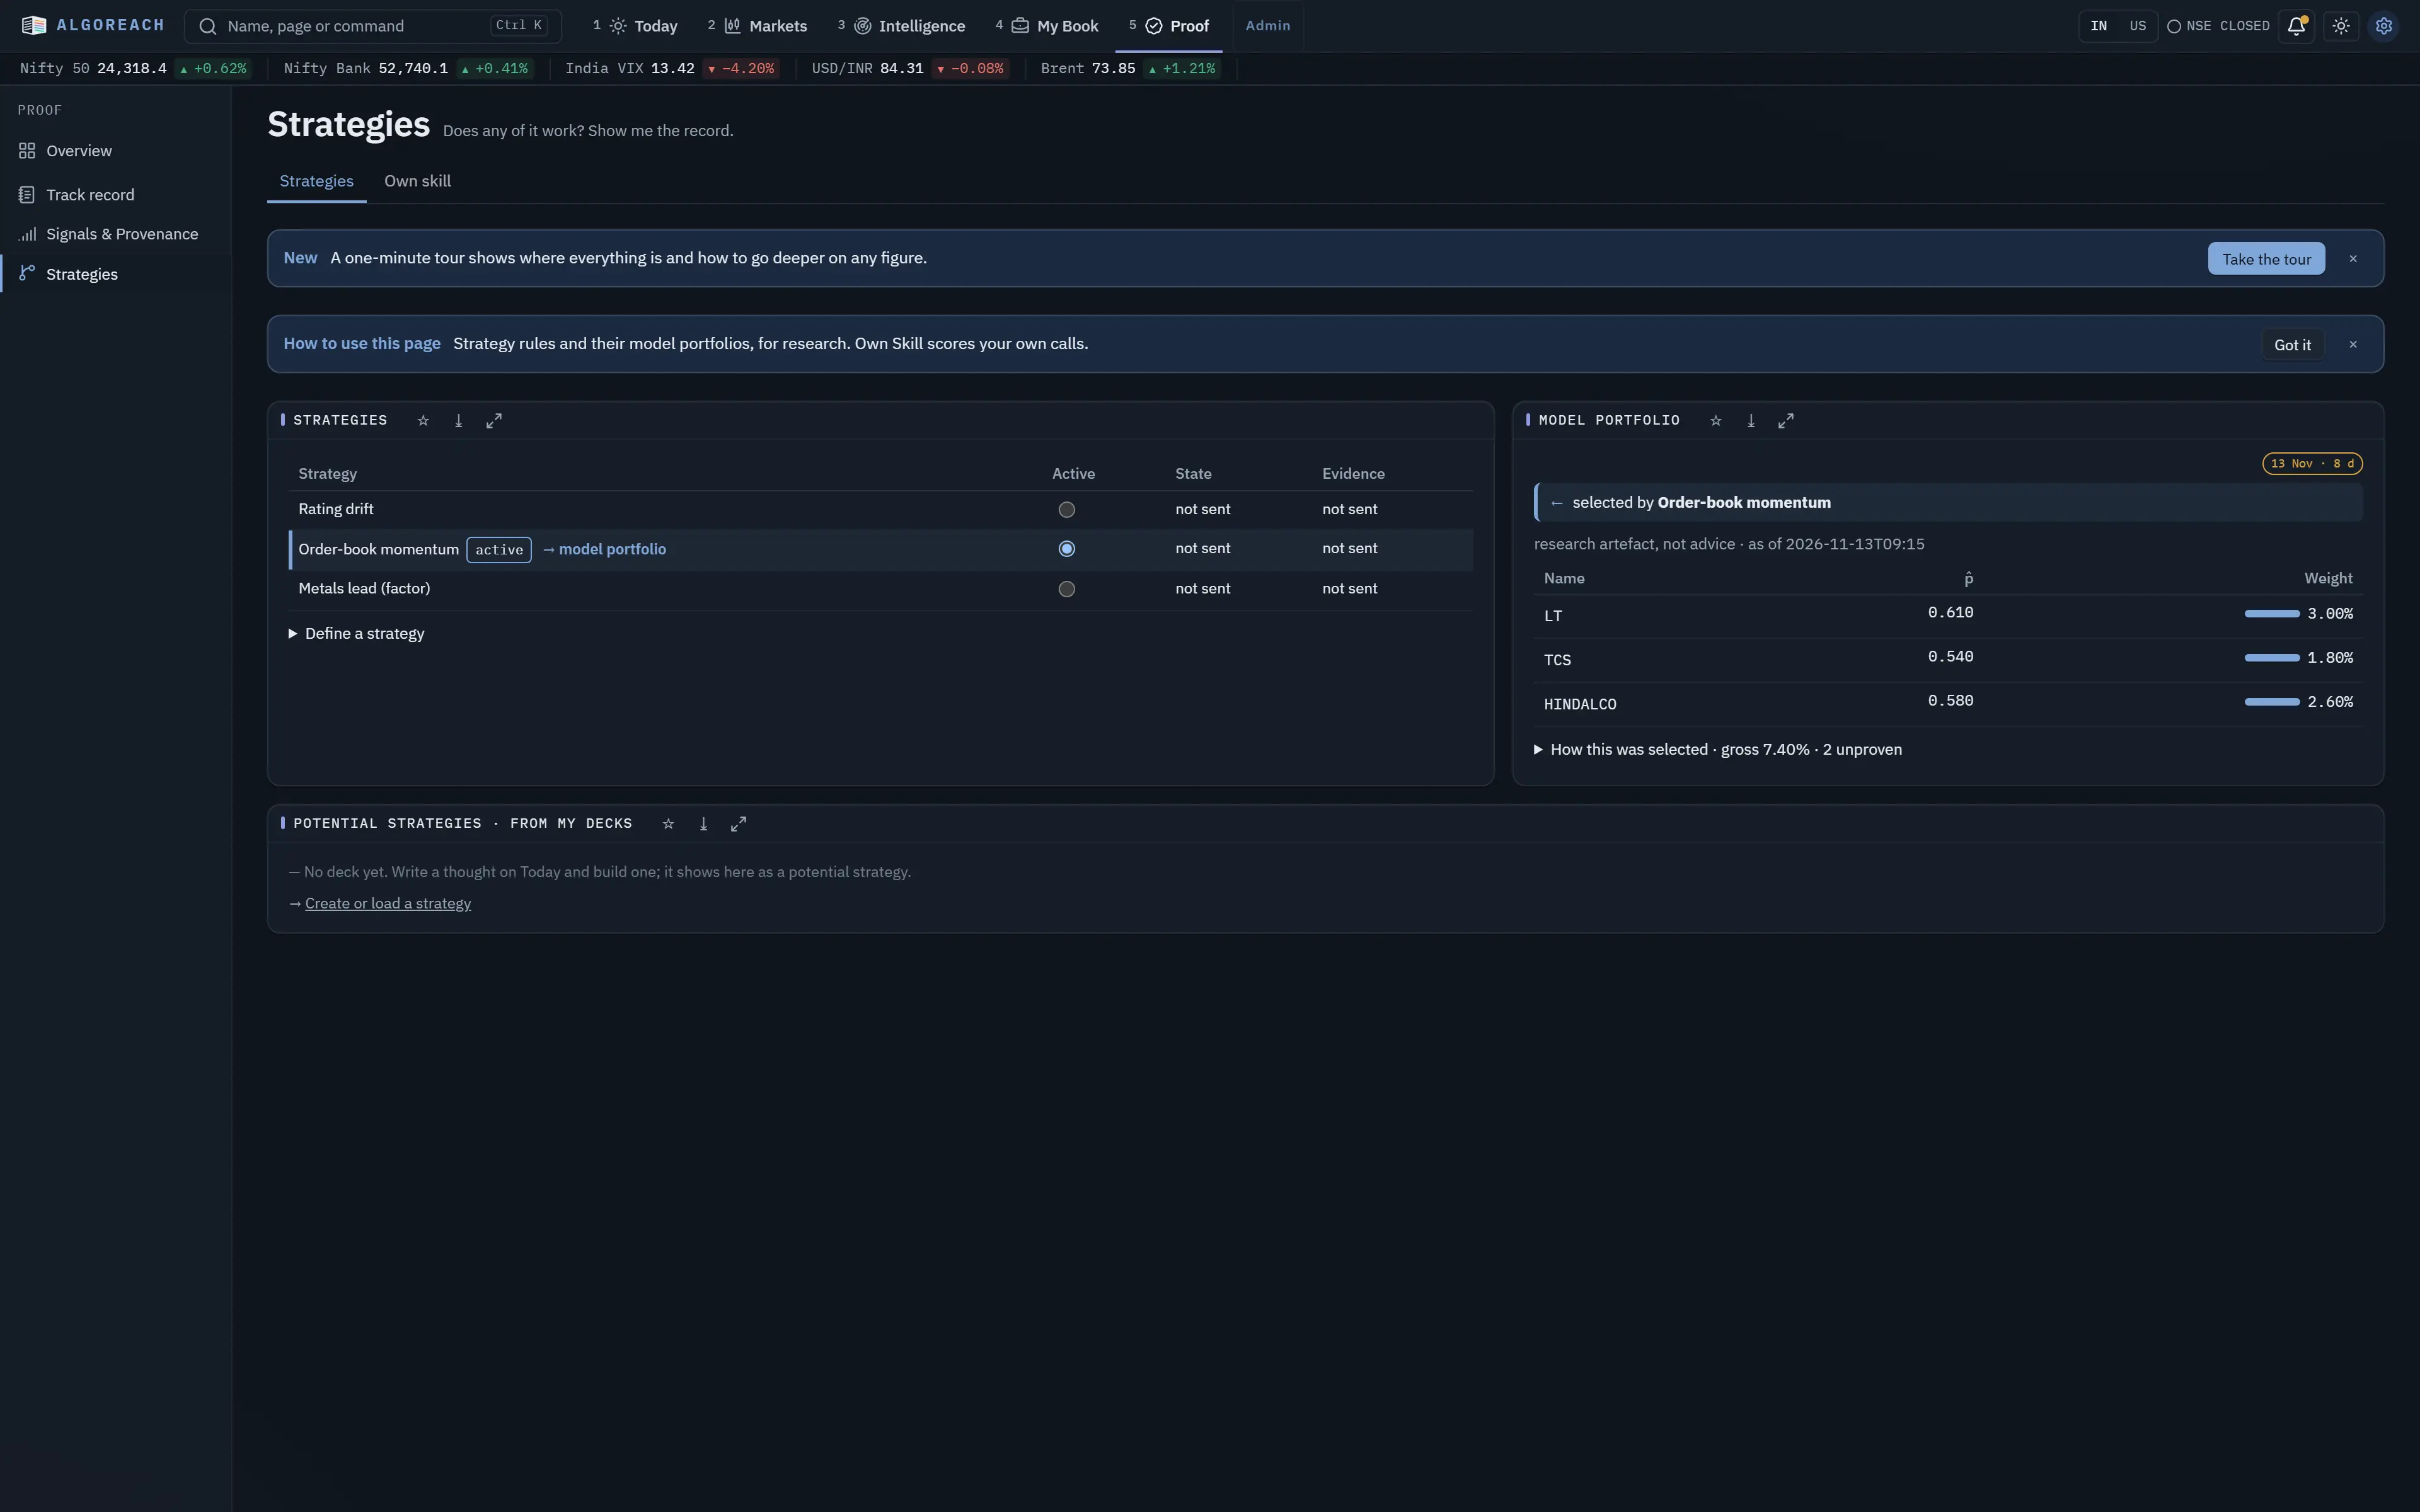 ALGOREACH Name, page or command Ctrl K 1 Today 2 Markets 3 Intelligence 4 My Book 5 Proof Admin IN US NSE CLOSED
Nifty 50 24,318.4 ▲ +0.62% Nifty Bank 52,740.1 ▲ +0.41% India VIX 13.42 ▼ −4.20% USD/INR 84.31 ▼ −0.08% Brent 73.85 ▲ +1.21%
PROOF
Overview
Track record
Signals & Provenance
Strategies
Strategies Does any of it work? Show me the record.
Strategies Own skill
New A one-minute tour shows where everything is and how to go deeper on any figure. Take the tour ×
How to use this page Strategy rules and their model portfolios, for research. Own Skill scores your own calls. Got it ×
STRATEGIES
Strategy Active State Evidence
Rating drift not sent not sent
Order-book momentum active → model portfolio not sent not sent
Metals lead (factor) not sent not sent
▶ Define a strategy
MODEL PORTFOLIO
13 Nov · 8 d
← selected by Order-book momentum
research artefact, not advice · as of 2026-11-13T09:15
Name p̂ Weight
LT 0.610 3.00%
TCS 0.540 1.80%
HINDALCO 0.580 2.60%
▶ How this was selected · gross 7.40% · 2 unproven
POTENTIAL STRATEGIES · FROM MY DECKS
— No deck yet. Write a thought on Today and build one; it shows here as a potential strategy.
→ Create or load a strategy